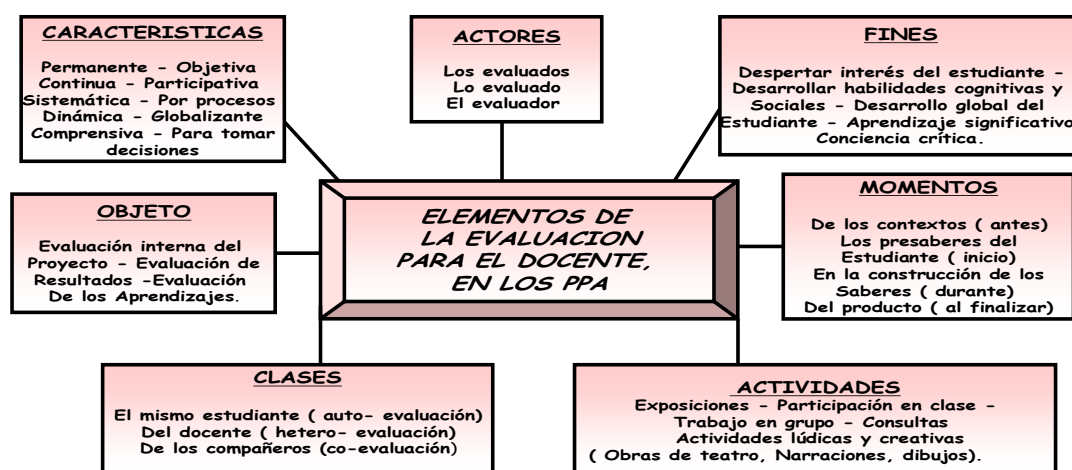 CARACTERISTICAS
Permanente - Objetiva
Continua - Participativa
Sistemática - Por procesos
Dinámica - Globalizante
Comprensiva - Para tomar
decisiones
ACTORES
Los evaluados
Lo evaluado
El evaluador
FINES
Despertar interés del estudiante -
Desarrollar habilidades cognitivas y
Sociales - Desarrollo global del
Estudiante - Aprendizaje significativo
Conciencia crítica.
OBJETO
Evaluación interna del
Proyecto - Evaluación de
Resultados -Evaluación
De los Aprendizajes.
ELEMENTOS DE
LA EVALUACION
PARA EL DOCENTE,
EN LOS PPA
MOMENTOS
De los contextos ( antes)
Los presaberes del
Estudiante ( inicio)
En la construcción de los
Saberes ( durante)
Del producto ( al finalizar)
CLASES
El mismo estudiante ( auto- evaluación)
Del docente ( hetero- evaluación)
De los compañeros (co-evaluación)
ACTIVIDADES
Exposiciones - Participación en clase -
Trabajo en grupo - Consultas
Actividades lúdicas y creativas
( Obras de teatro, Narraciones, dibujos).